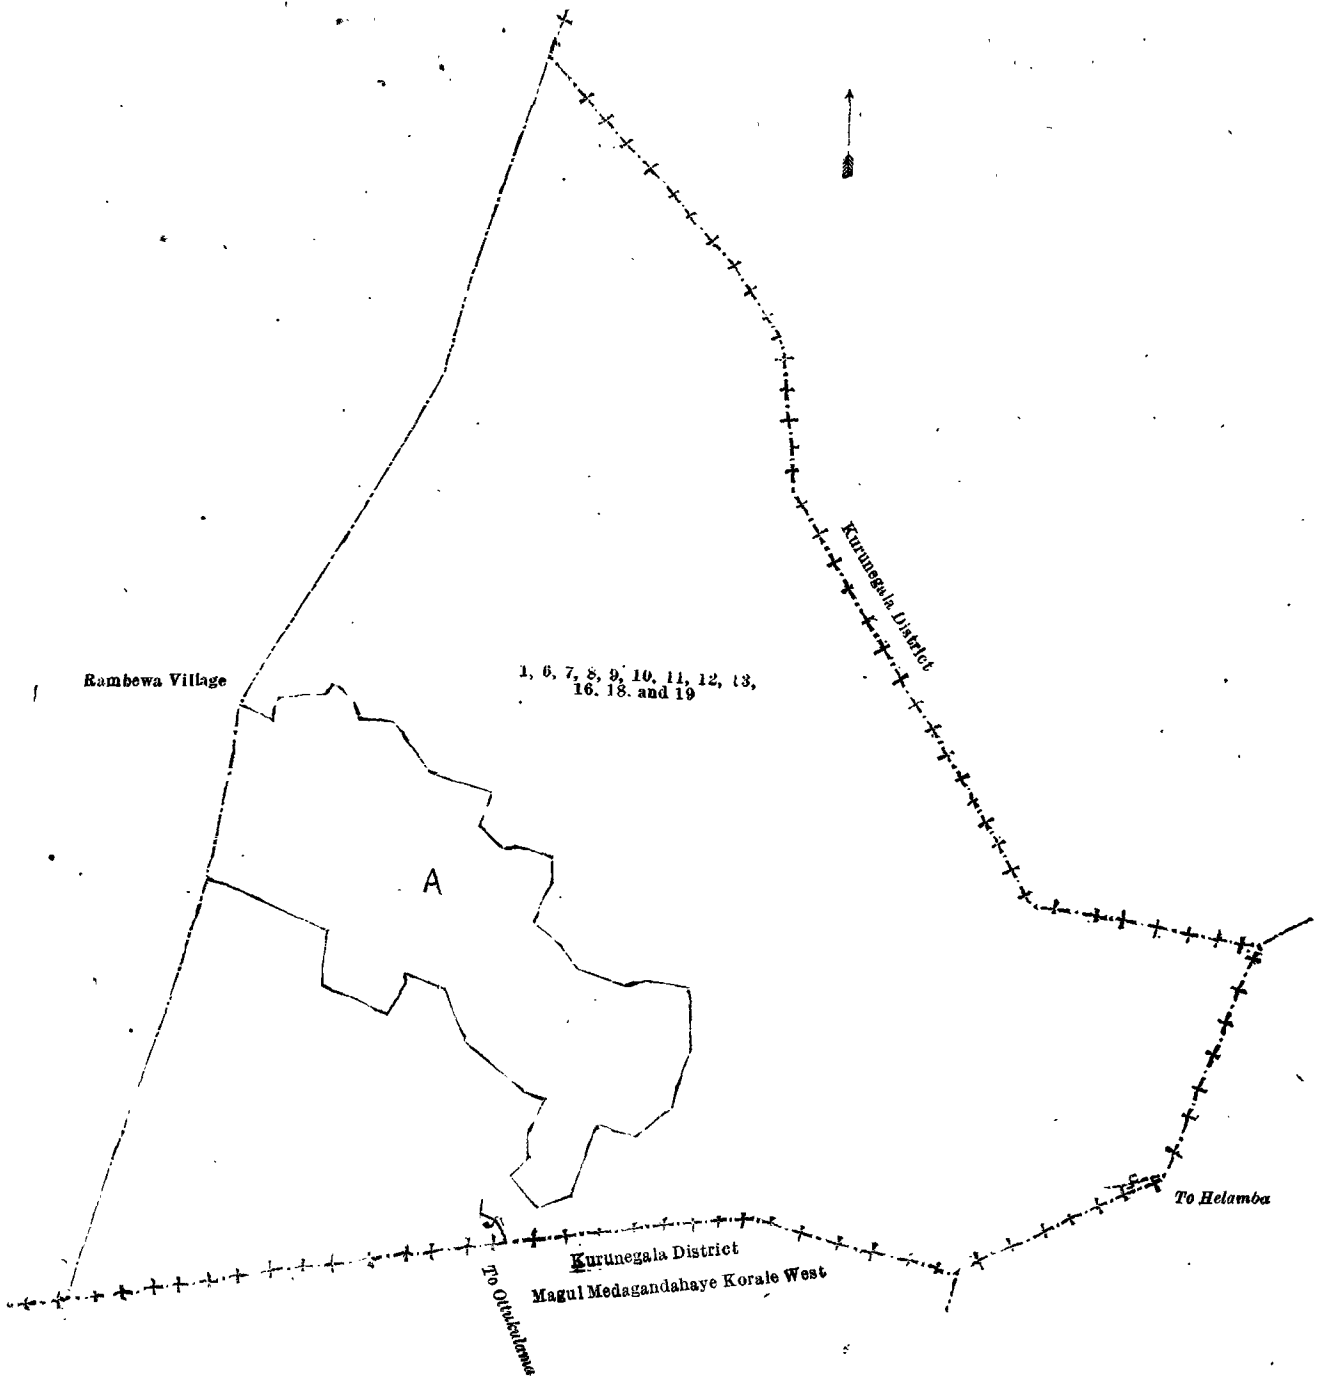 Kurunegala District
Rambewa Village
1, 6, 7, 8, 9, 10, 11, 12, 13,
16. 18. and 19
A
To Helamba
Kurunegala District
Magul Medagandahaye Korale West
To Ottukulama